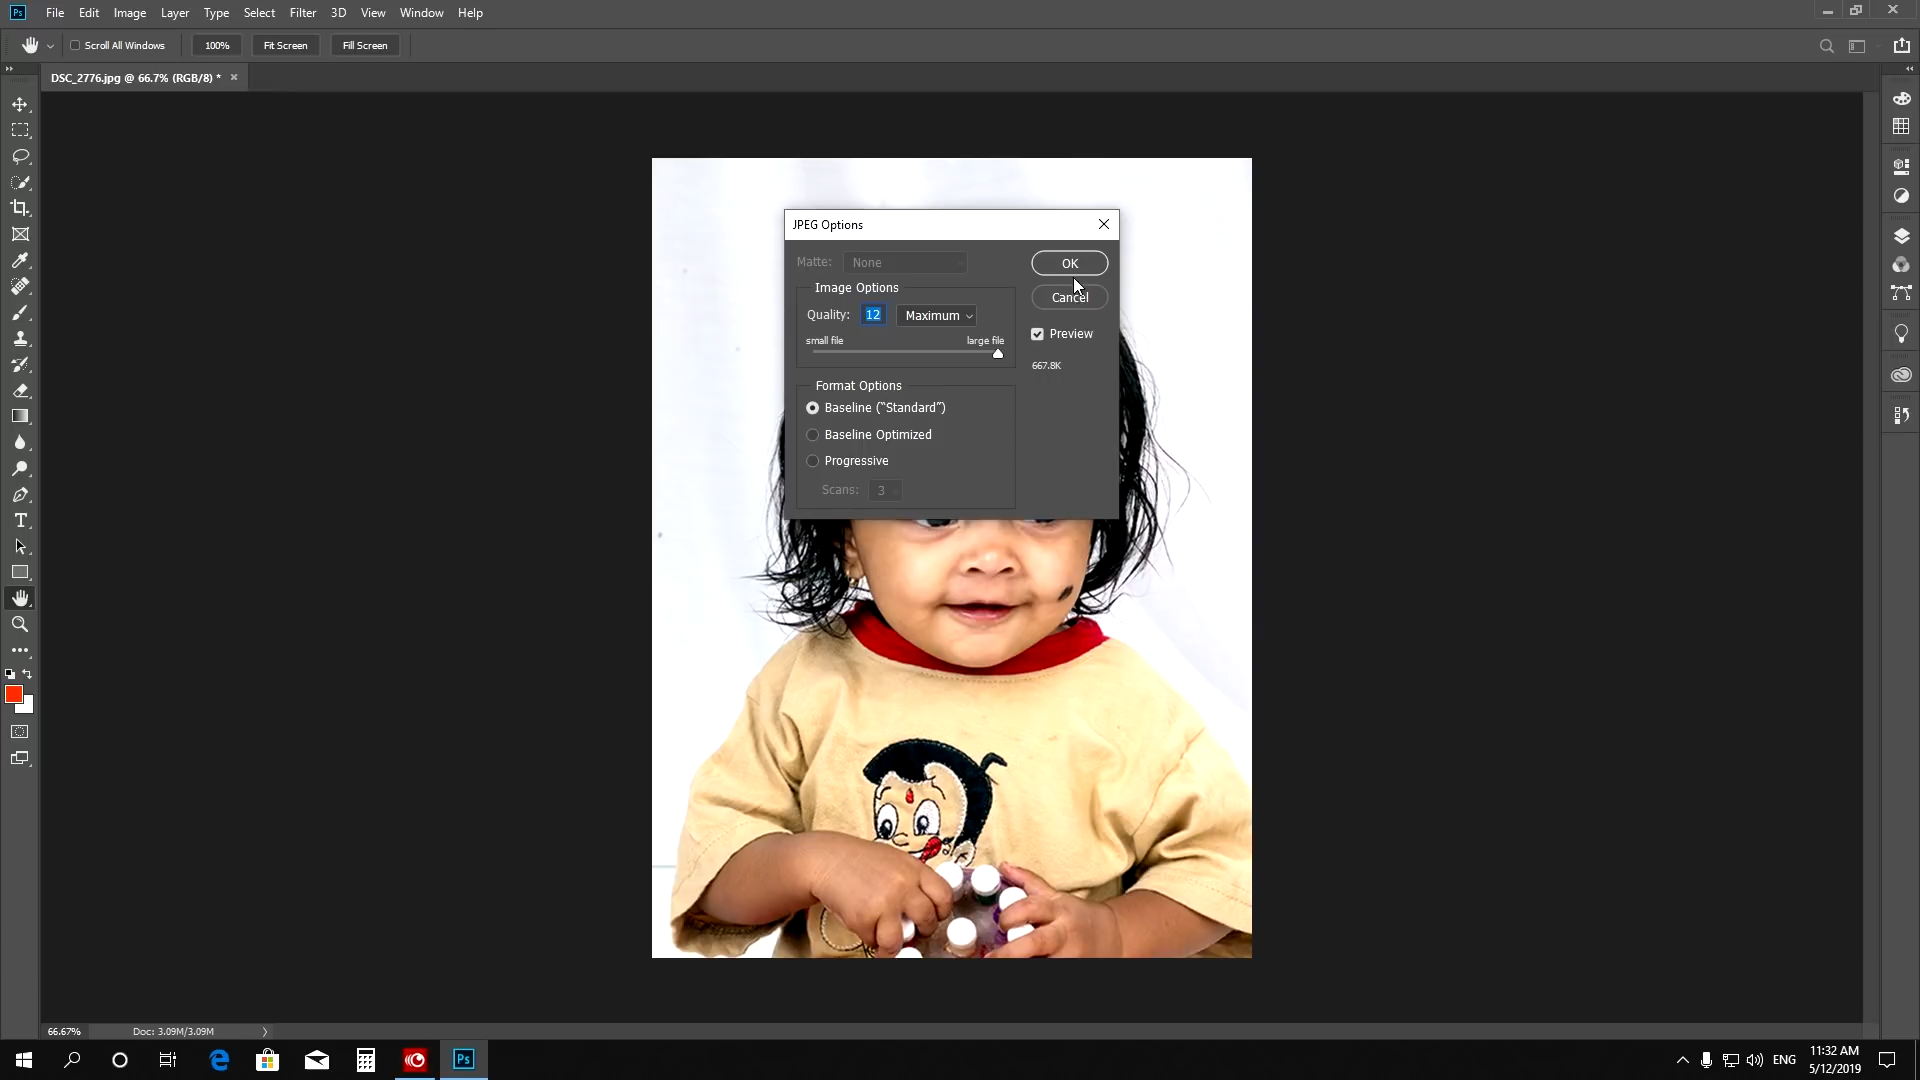 Ps File Edit Image Layer Type Select Filter 3D View Window Help
Scroll All Windows 100% Fit Screen Fill Screen
DSC_2776.jpg @ 66.7% (RGB/8) *
JPEG Options
Matte: None
OK
Image Options
Cancel
Quality: 12 Maximum
Preview
small file large file
667.8K
Format Options
Baseline (“Standard”)
Baseline Optimized
Progressive
Scans: 3
T
66.67% Doc: 3.09M/3.09M
Ps
ENG
11:32 AM
5/12/2019